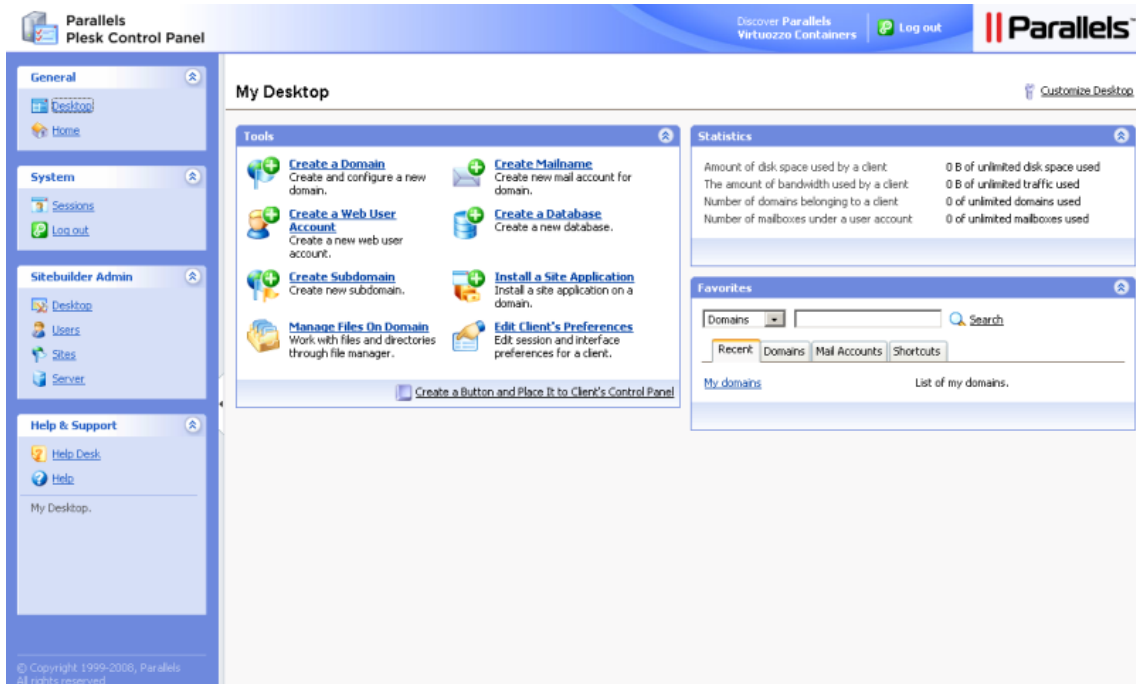 Parallels
Plesk Control Panel
Discover Parallels
Virtuozzo Containers
Log out
Parallels™
General
Desktop
Home
System
Sessions
Log out
Sitebuilder Admin
Desktop
Users
Sites
Server
Help & Support
Help Desk
Help
My Desktop.
© Copyright 1999-2008, Parallels
All rights reserved
My Desktop
Customize Desktop
Tools
Create a Domain
Create and configure a new
domain.
Create Mailname
Create new mail account for
domain.
Create a Web User
Account
Create a new web user
account.
Create a Database
Create a new database.
Create Subdomain
Create new subdomain.
Install a Site Application
Install a site application on a
domain.
Manage Files On Domain
Work with files and directories
through file manager.
Edit Client's Preferences
Edit session and interface
preferences for a client.
Create a Button and Place It to Client's Control Panel
Statistics
Amount of disk space used by a client 0 B of unlimited disk space used
The amount of bandwidth used by a client 0 B of unlimited traffic used
Number of domains belonging to a client 0 of unlimited domains used
Number of mailboxes under a user account 0 of unlimited mailboxes used
Favorites
Domains Search
Recent Domains Mail Accounts Shortcuts
My domains List of my domains.